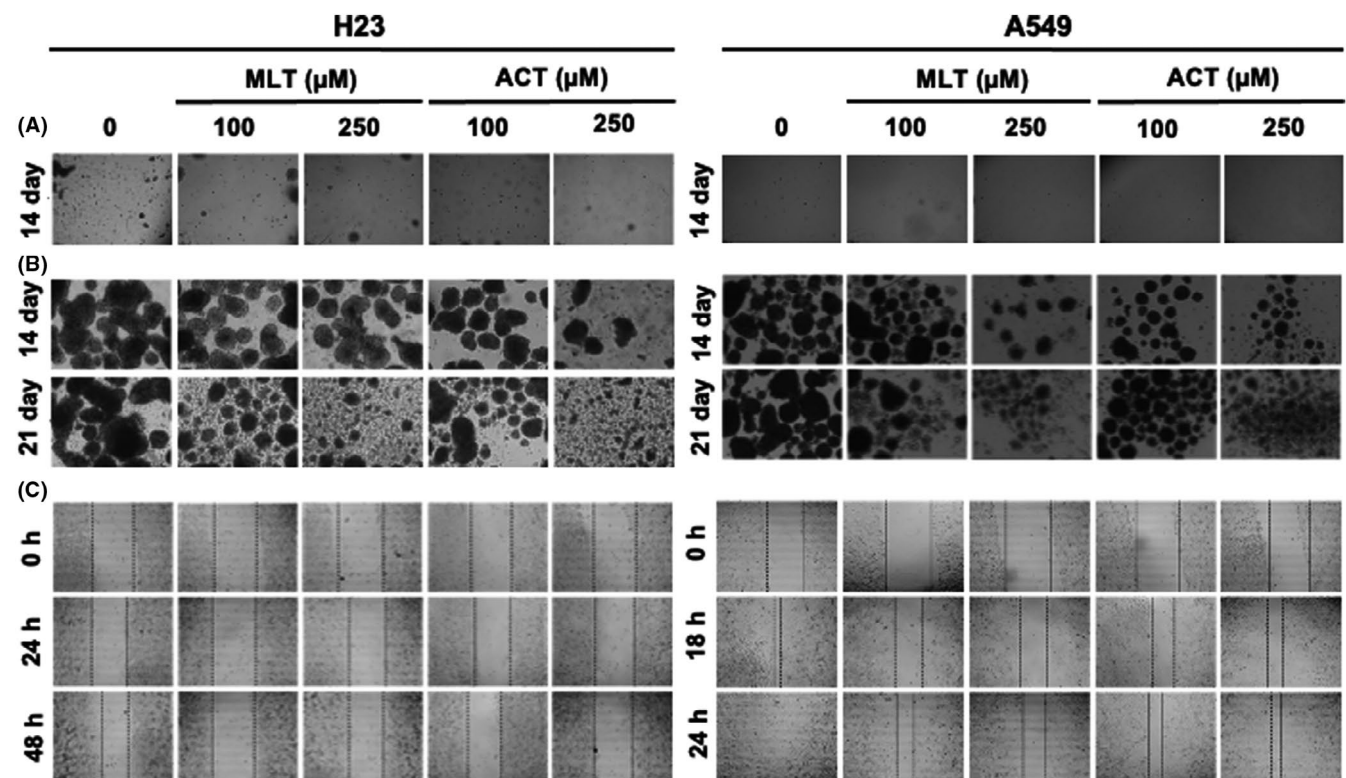 H23 A549
MLT (µM) ACT (µM) MLT (µM) ACT (µM)
(A) 0 100 250 100 250 0 100 250 100 250
14 day 14 day
(B)
14 day 14 day
21 day 21 day
(C)
0 h 0 h
24 h 18 h
48 h 24 h